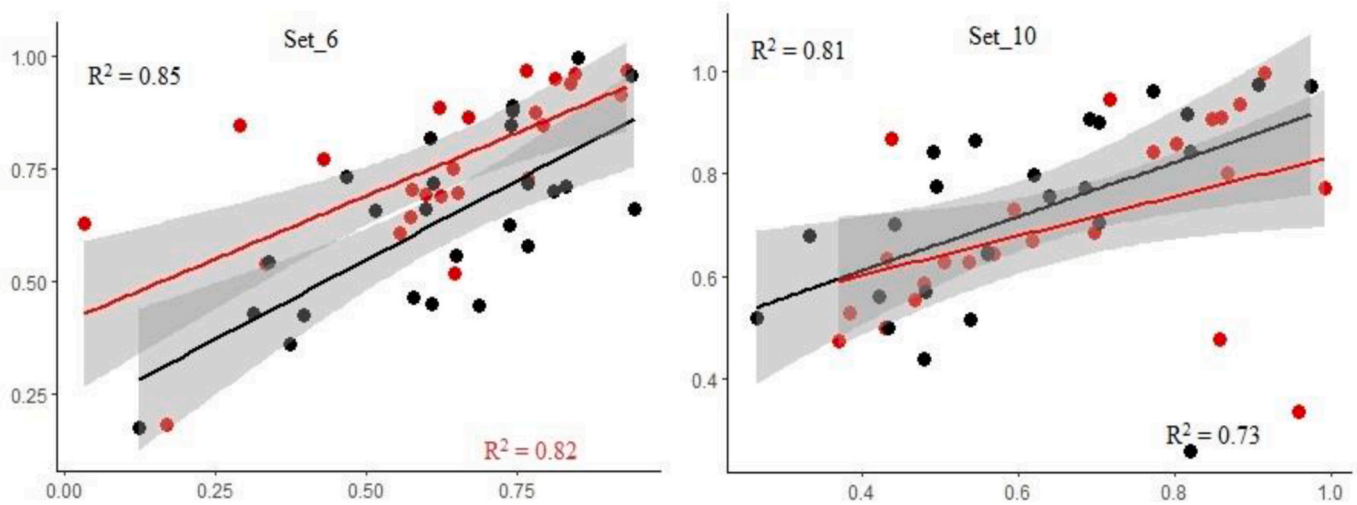 Set_6
R² = 0.85
1.00
0.75
0.50
0.25
R² = 0.82
0.00 0.25 0.50 0.75
Set_10
R² = 0.81
1.0
0.8
0.6
0.4
R² = 0.73
0.4 0.6 0.8 1.0